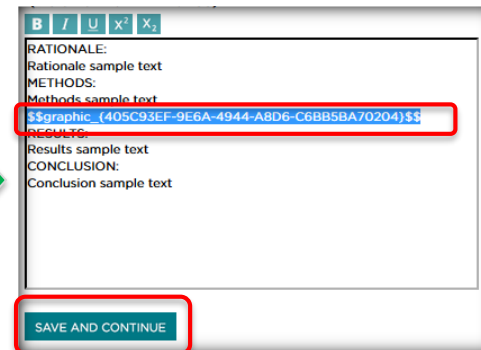 B I U X² X₂
RATIONALE:
Rationale sample text
METHODS:
Methods sample text
$$graphic_{405C93EF-9E6A-4944-A8D6-C6BB5BA70204}$$
RESULTS:
Results sample text
CONCLUSION:
Conclusion sample text
SAVE AND CONTINUE